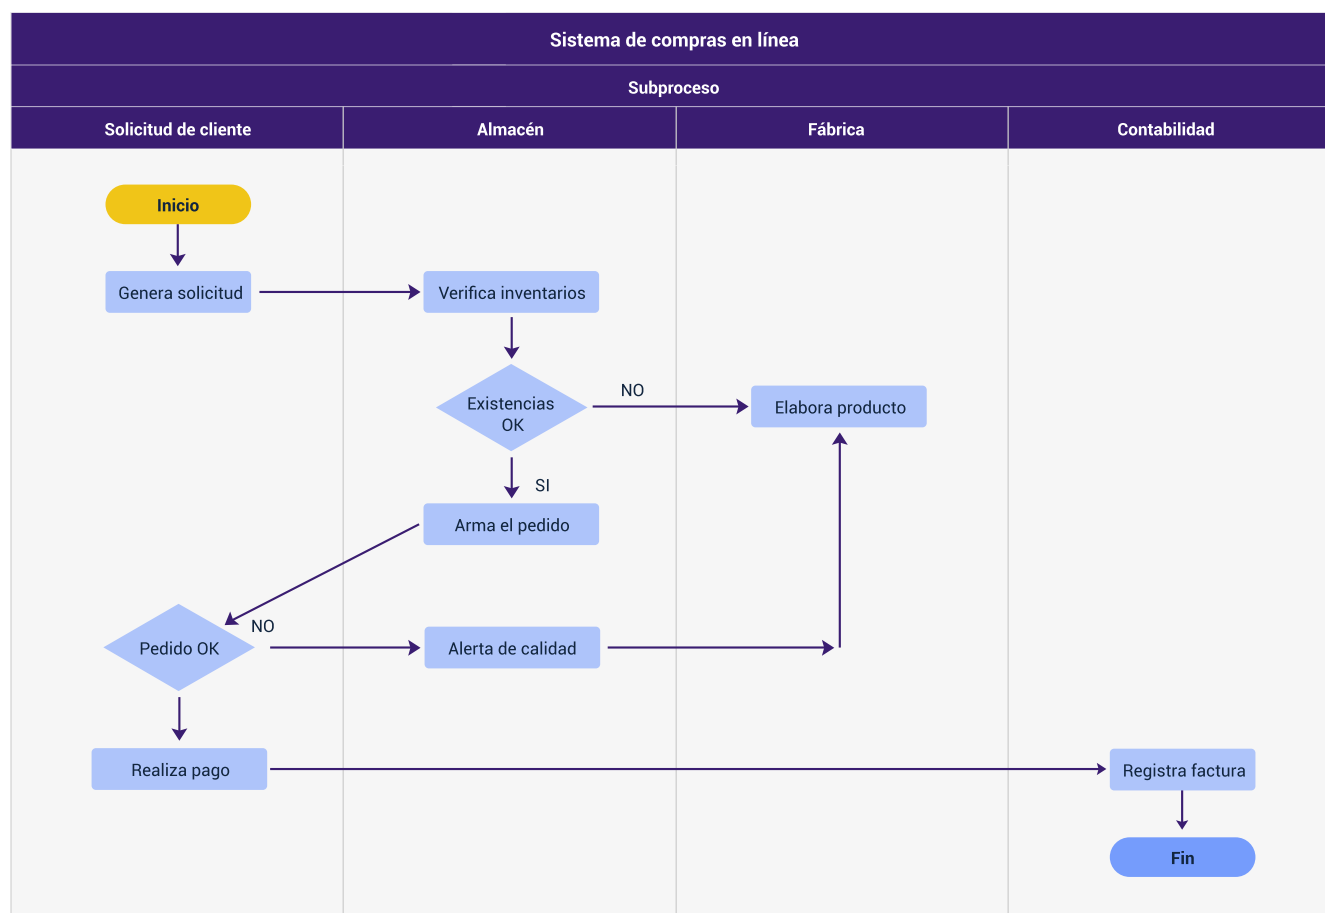 Sistema de compras en línea
Subproceso
Solicitud de cliente
Almacén
Fábrica
Contabilidad
Inicio
Genera solicitud
Verifica inventarios
Existencias
OK
NO
Elabora producto
SI
Arma el pedido
Pedido OK
NO
Alerta de calidad
Realiza pago
Registra factura
Fin